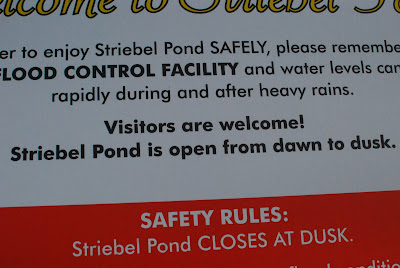 elcome to Striebel Po
er to enjoy Striebel Pond SAFELY, please remembe
FLOOD CONTROL FACILITY and water levels can
rapidly during and after heavy rains.
Visitors are welcome!
Striebel Pond is open from dawn to dusk.
SAFETY RULES:
Striebel Pond CLOSES AT DUSK.